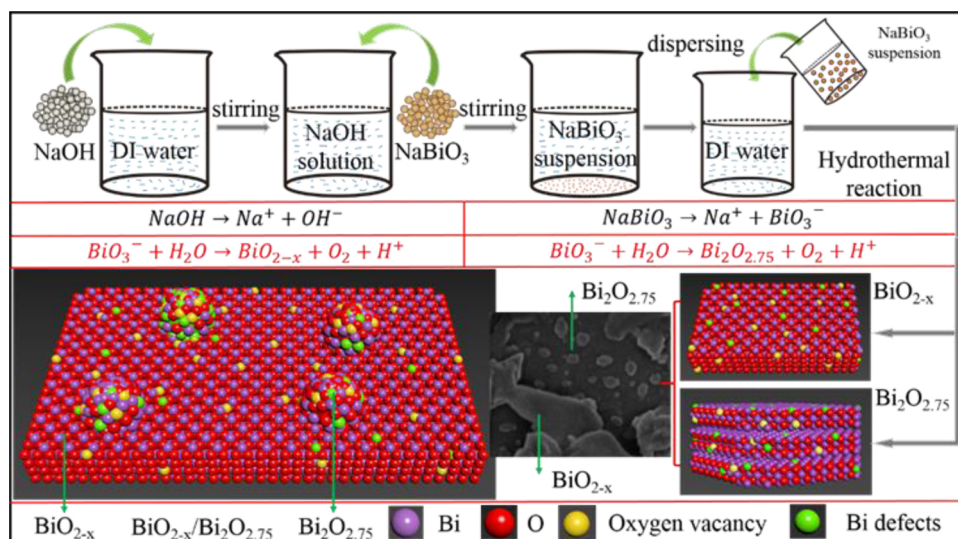 NaOH
DI water
stirring
NaOH
solution
NaBiO₃
stirring
NaBiO₃
suspension
dispersing
DI water
NaBiO₃
suspension
Hydrothermal
reaction
NaOH → Na⁺ + OH⁻
NaBiO₃ → Na⁺ + BiO₃⁻
BiO₃⁻ + H₂O → BiO₂₋ₓ + O₂ + H⁺
BiO₃⁻ + H₂O → Bi₂O₂.₇₅ + O₂ + H⁺
Bi₂O₂.₇₅
BiO₂₋ₓ
Bi₂O₂.₇₅
BiO₂₋ₓ
BiO₂₋ₓ
BiO₂₋ₓ/Bi₂O₂.₇₅
Bi₂O₂.₇₅
Bi
O
Oxygen vacancy
Bi defects